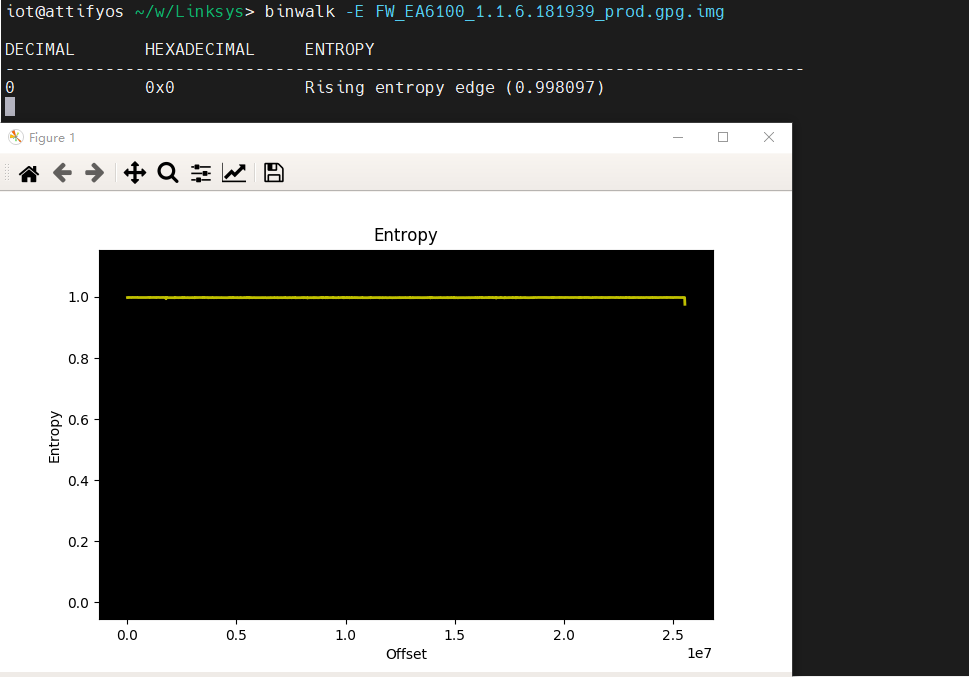 iot@attifyos ~/w/Linksys> binwalk -E FW_EA6100_1.1.6.181939_prod.gpg.img
DECIMAL HEXADECIMAL ENTROPY
--------------------------------------------------------------------------------
0 0x0 Rising entropy edge (0.998097)
Figure 1
Entropy
1.0
0.8
0.6
0.4
0.2
0.0
Entropy
0.0 0.5 1.0 1.5 2.0 2.5
1e7
Offset